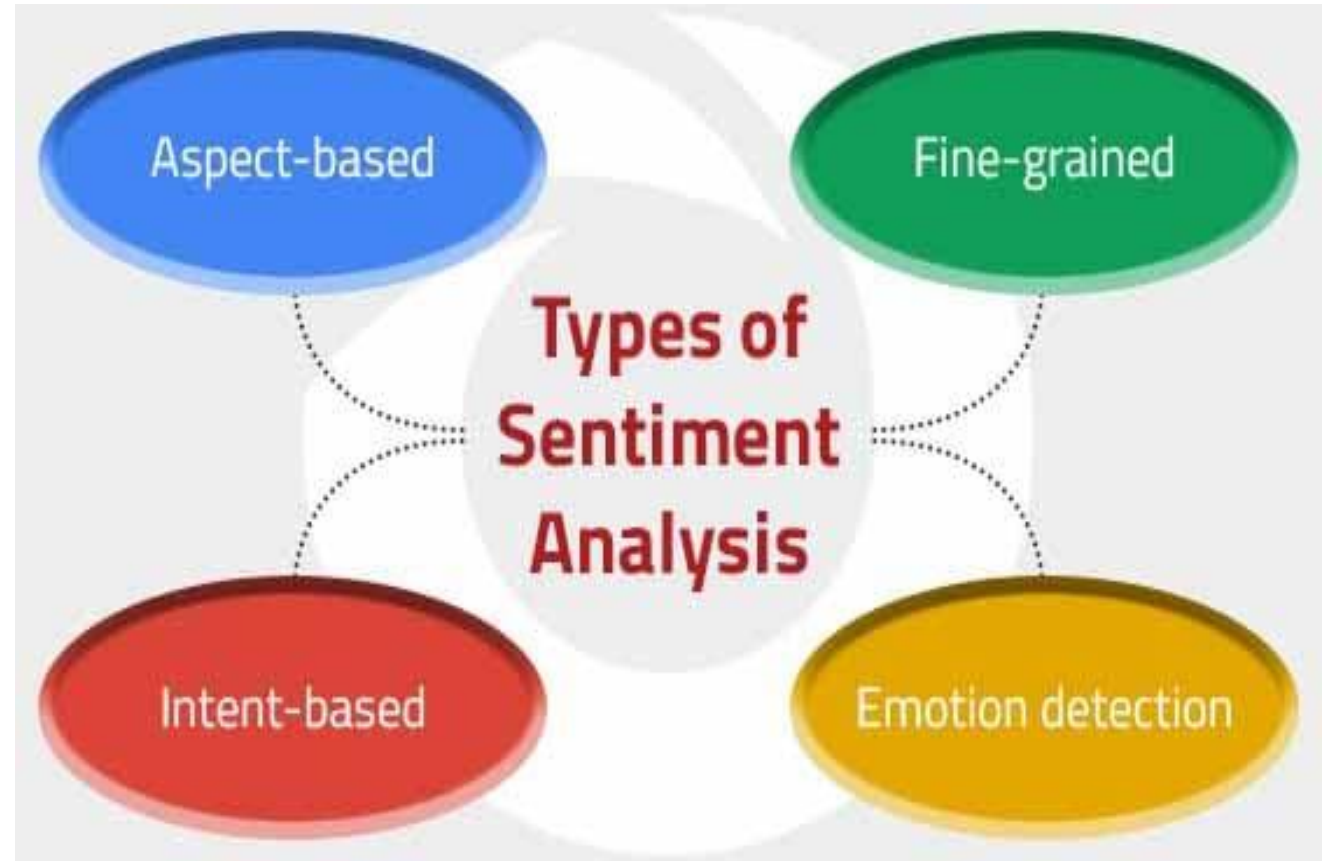 Aspect-based
Fine-grained
Types of
Sentiment
Analysis
Intent-based
Emotion detection